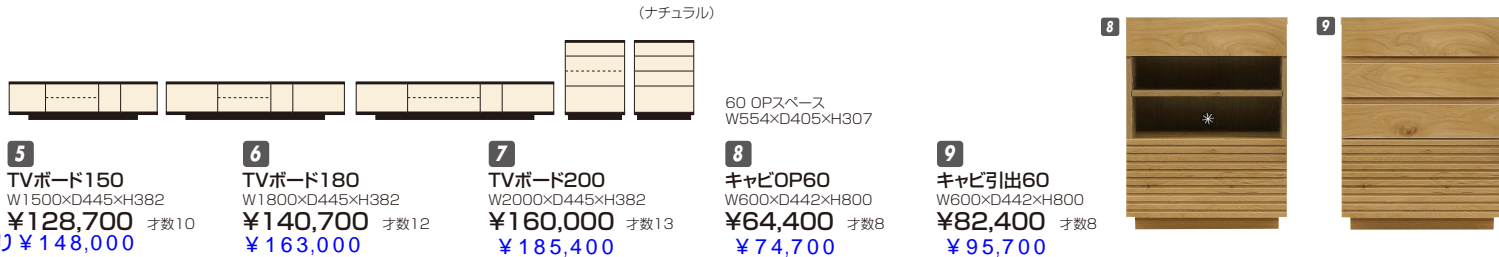 （ナチュラル）
8
9
60 OPスペース
W554×D405×H307
5
TVボード150
W1500×D445×H382
¥128,700 才数10
り¥148,000
6
TVボード180
W1800×D445×H382
¥140,700 才数12
¥163,000
7
TVボード200
W2000×D445×H382
¥160,000 才数13
¥185,400
8
キャビOP60
W600×D442×H800
¥64,400 才数8
¥74,700
9
キャビ引出60
W600×D442×H800
¥82,400 才数8
¥95,700